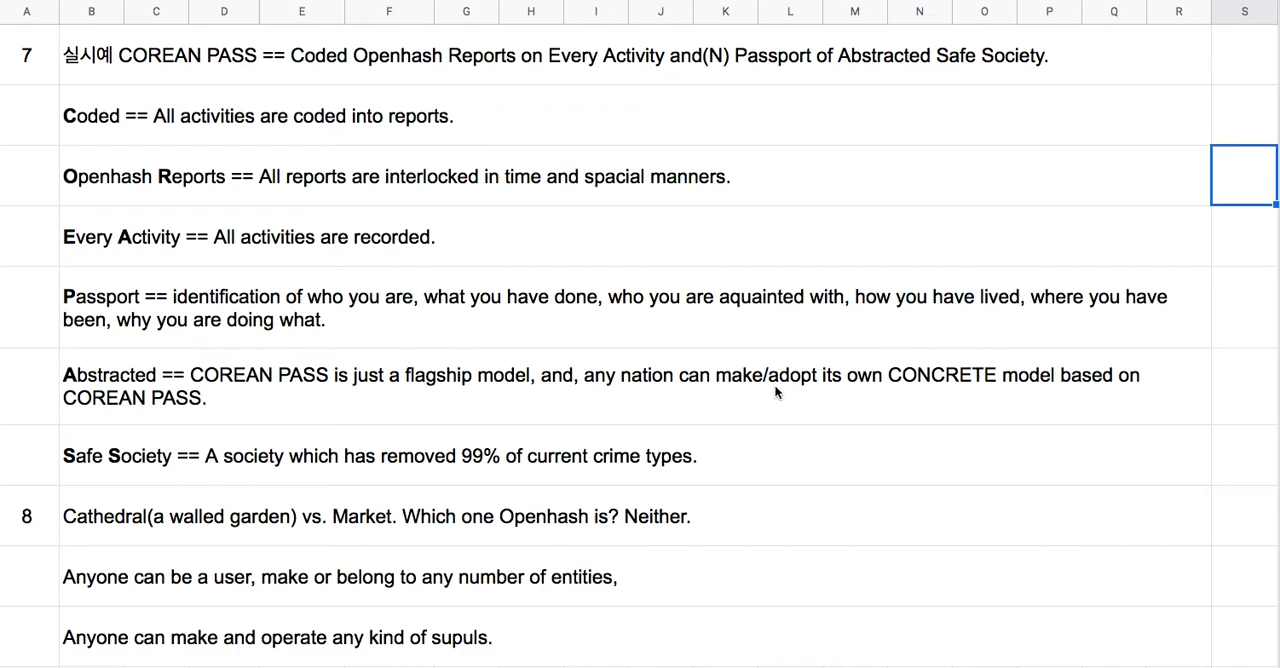 A B C D E F G H I J K L M N O P Q R S
7 실시예 COREAN PASS == Coded Openhash Reports on Every Activity and(N) Passport of Abstracted Safe Society.
Coded == All activities are coded into reports.
Openhash Reports == All reports are interlocked in time and spacial manners.
Every Activity == All activities are recorded.
Passport == identification of who you are, what you have done, who you are aquainted with, how you have lived, where you have
been, why you are doing what.
Abstracted == COREAN PASS is just a flagship model, and, any nation can make/adopt its own CONCRETE model based on
COREAN PASS.
Safe Society == A society which has removed 99% of current crime types.
8 Cathedral(a walled garden) vs. Market. Which one Openhash is? Neither.
Anyone can be a user, make or belong to any number of entities,
Anyone can make and operate any kind of supuls.